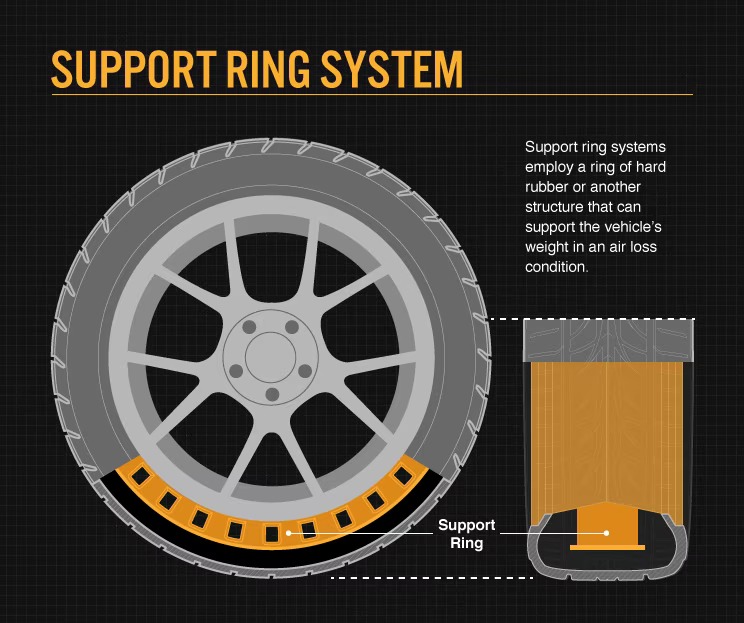 SUPPORT RING SYSTEM
Support ring systems
employ a ring of hard
rubber or another
structure that can
support the vehicle's
weight in an air loss
condition.
Support
Ring